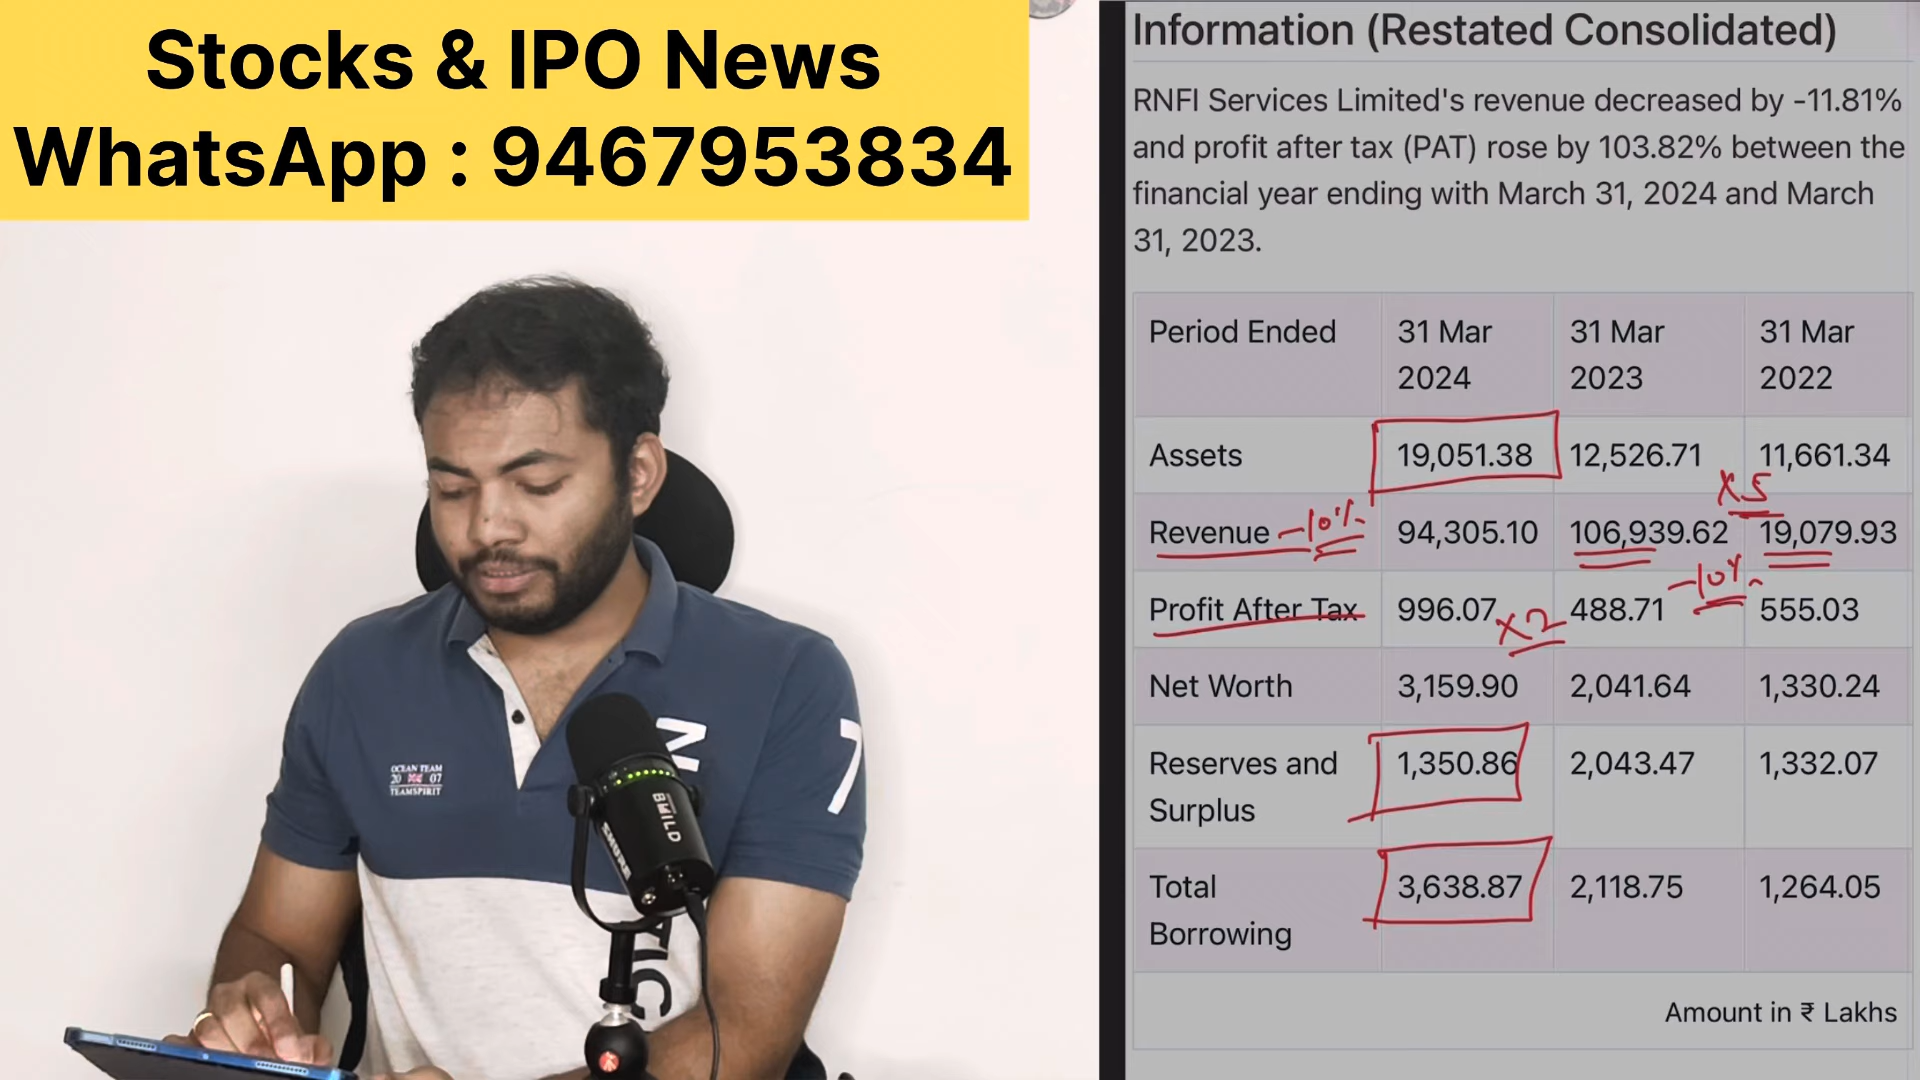 Stocks & IPO News
WhatsApp : 9467953834
Information (Restated Consolidated)
RNFI Services Limited's revenue decreased by -11.81%
and profit after tax (PAT) rose by 103.82% between the
financial year ending with March 31, 2024 and March
31, 2023.
Period Ended 31 Mar 2024 31 Mar 2023 31 Mar 2022
Assets 19,051.38 12,526.71 11,661.34
x5
Revenue -10% 94,305.10 106,939.62 19,079.93
-10%
Profit After Tax 996.07 x2 488.71 555.03
Net Worth 3,159.90 2,041.64 1,330.24
Reserves and Surplus 1,350.86 2,043.47 1,332.07
Total Borrowing 3,638.87 2,118.75 1,264.05
Amount in ₹ Lakhs
OCEAN TEAM
20 07
TEAMSPIRIT
7
SHURE